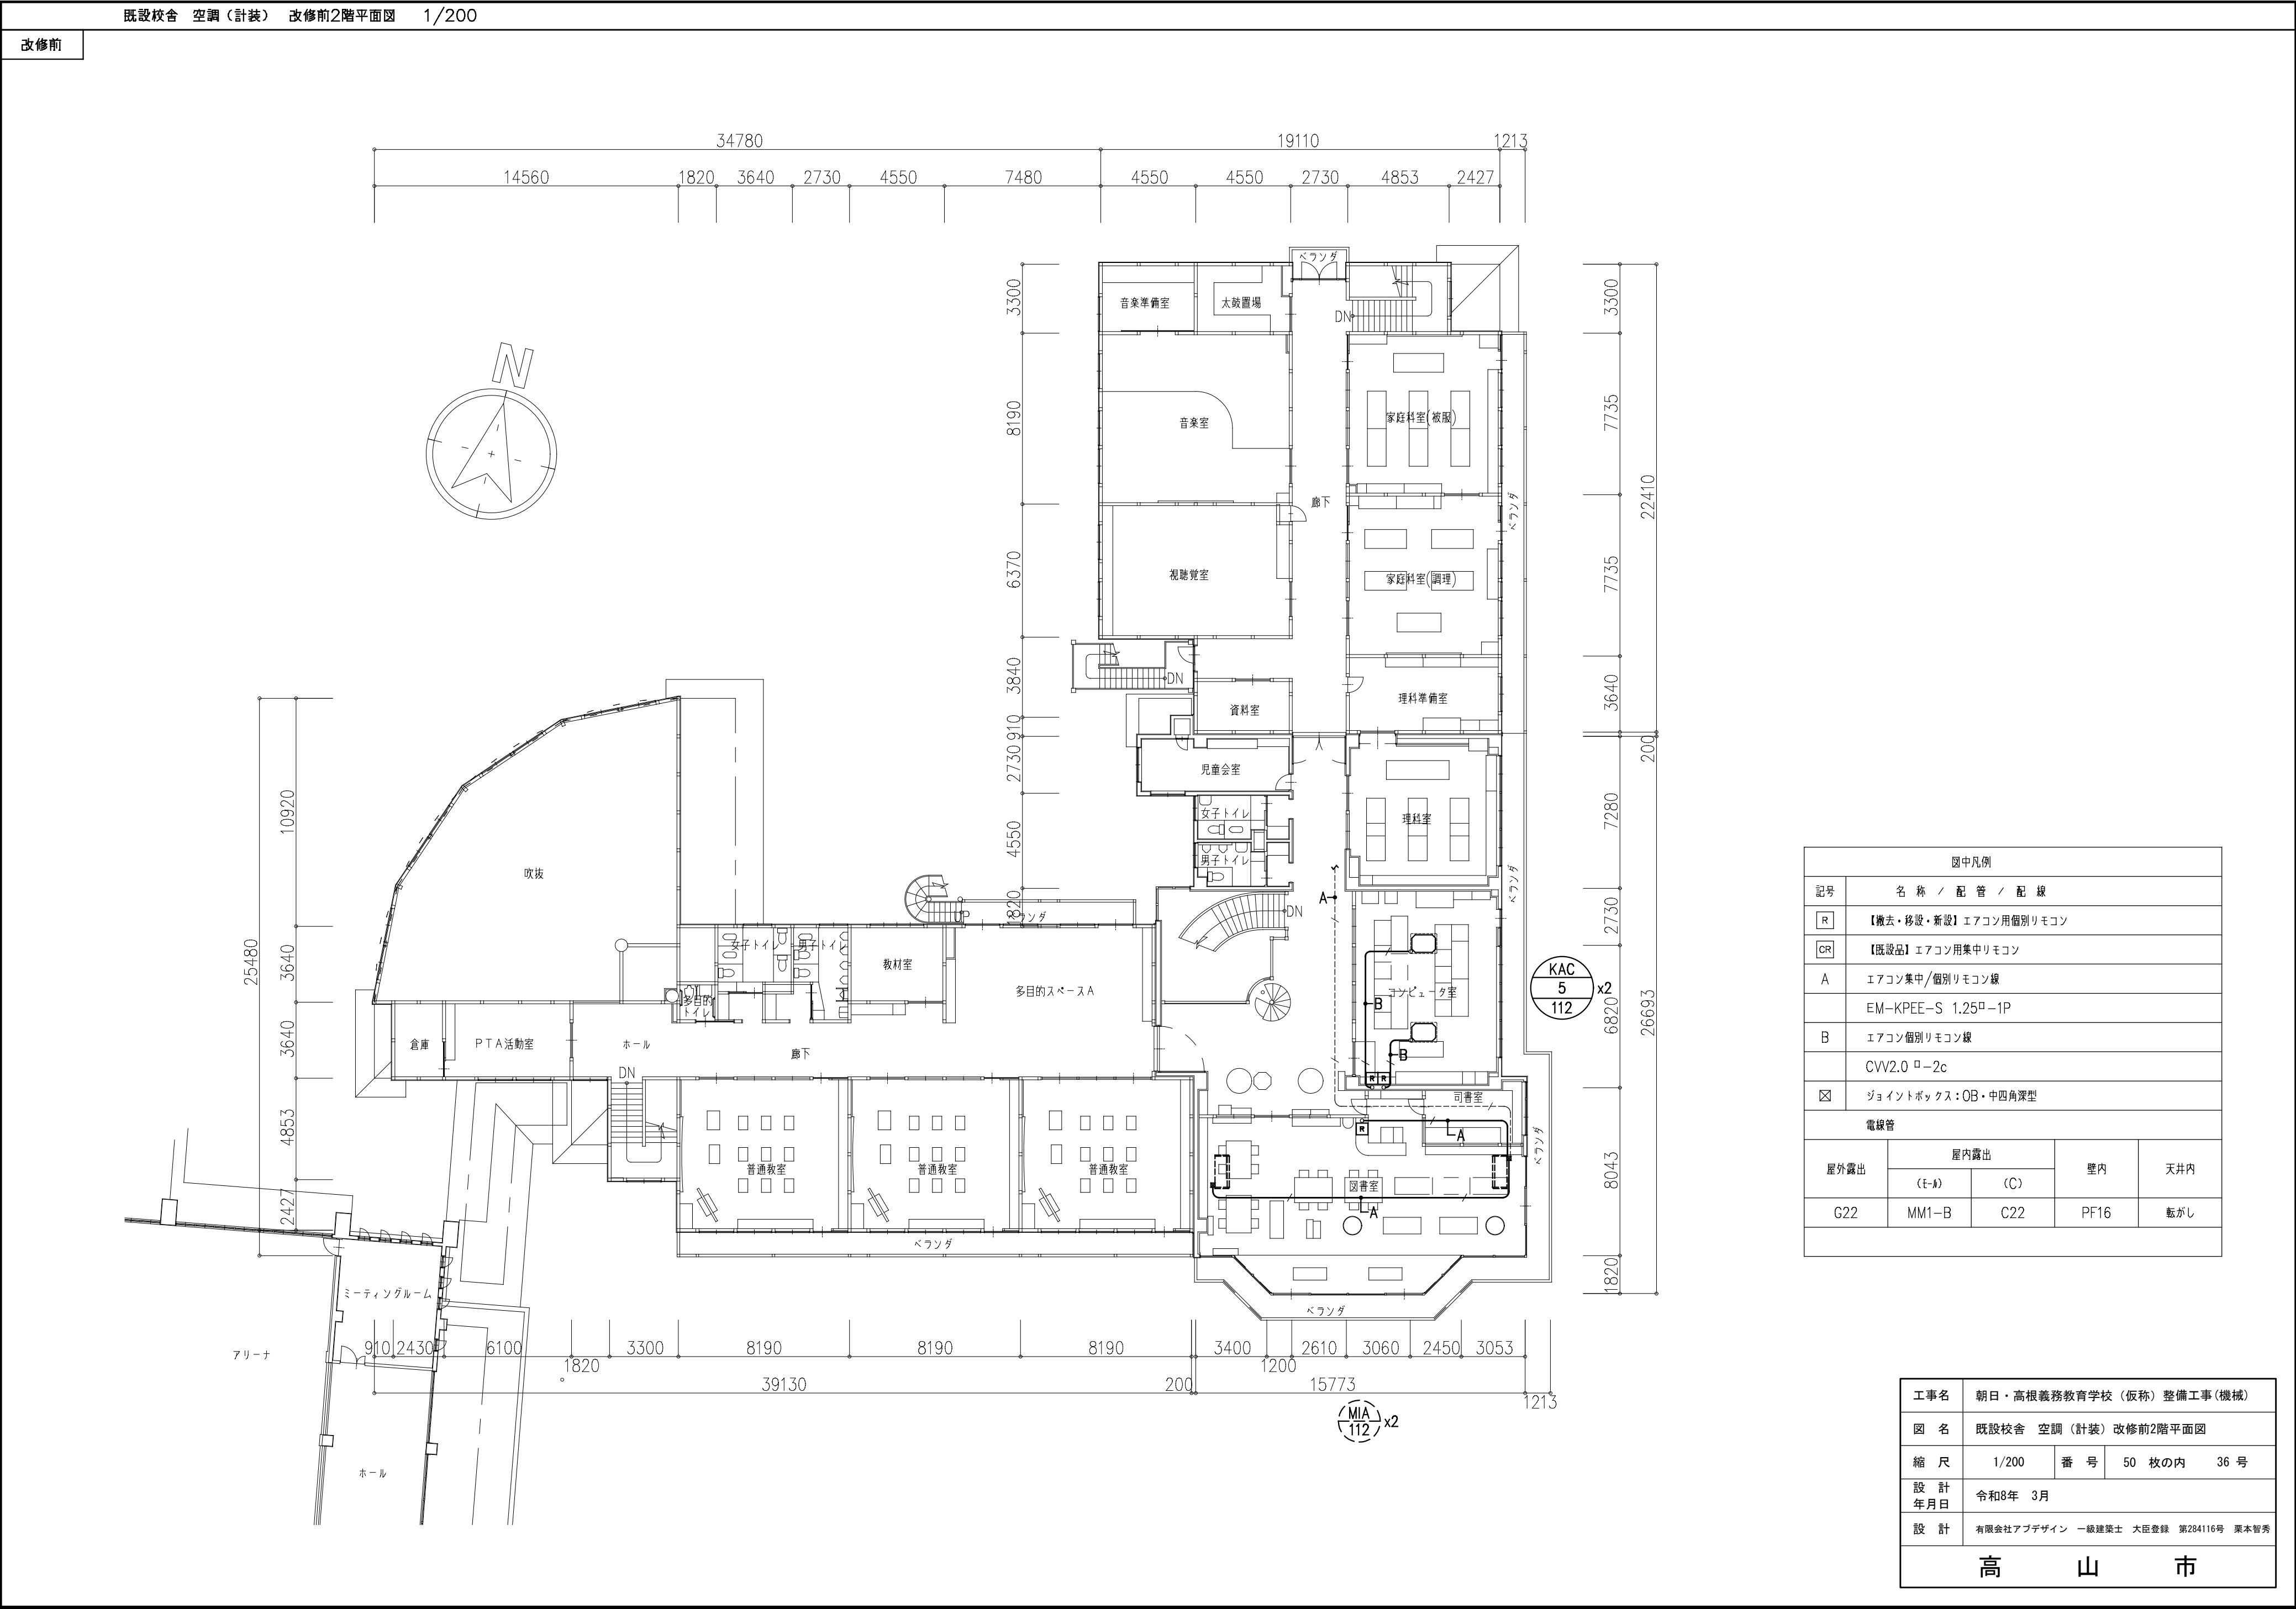 既設校舎　空調（計装）　改修前2階平面図　1/200
改修前
34780 19110 1213
14560 1820 3640 2730 4550 7480 4550 4550 2730 4853 2427
N
ベランダ
3300 音楽準備室 太鼓置場 DN 3300
8190 音楽室 家庭科室(被服) 7735
廊下 ベランダ 22410
6370 視聴覚室 家庭科室(調理) 7735
3840 DN 資料室 理科準備室 3640
910 200
2730 児童会室
女子トイレ 理科室 7280
4550 男子トイレ
25480 10920 吹抜
1820 ベランダ A DN ベランダ 2730
3640 女子トイレ 男子トイレ 教材室 多目的スペースA
多目的トイレ
B コンピュータ室 6820 26693
KAC
5
112
x2
3640 倉庫 PTA活動室 ホール 廊下 B
DN R R
4853 普通教室 普通教室 普通教室 司書室
R A
図書室 A ベランダ 8043
2427 ベランダ
1820
ベランダ
ミーティングルーム
アリーナ
ホール
910 2430 6100 1820 3300 8190 8190 8190 3400 1200 2610 3060 2450 3053
39130 200 15773 1213
MIA
112
x2
図中凡例
記号 名 称 / 配 管 / 配 線
R 【撤去・移設・新設】エアコン用個別リモコン
CR 【既設品】エアコン用集中リモコン
A エアコン集中/個別リモコン線
EM-KPEE-S 1.25□-1P
B エアコン個別リモコン線
CVV2.0 □-2c
☒ ジョイントボックス：OB・中四角深型
電線管
屋外露出 屋内露出 壁内 天井内
(ﾓｰﾙ) (C)
G22 MM1-B C22 PF16 転がし
工事名 朝日・高根義務教育学校（仮称）整備工事(機械)
図 名 既設校舎　空調（計装）改修前2階平面図
縮 尺 1/200 番 号 50 枚の内 36 号
設 計 年月日 令和8年 3月
設 計 有限会社アブデザイン 一級建築士 大臣登録 第284116号 栗本智秀
高 山 市